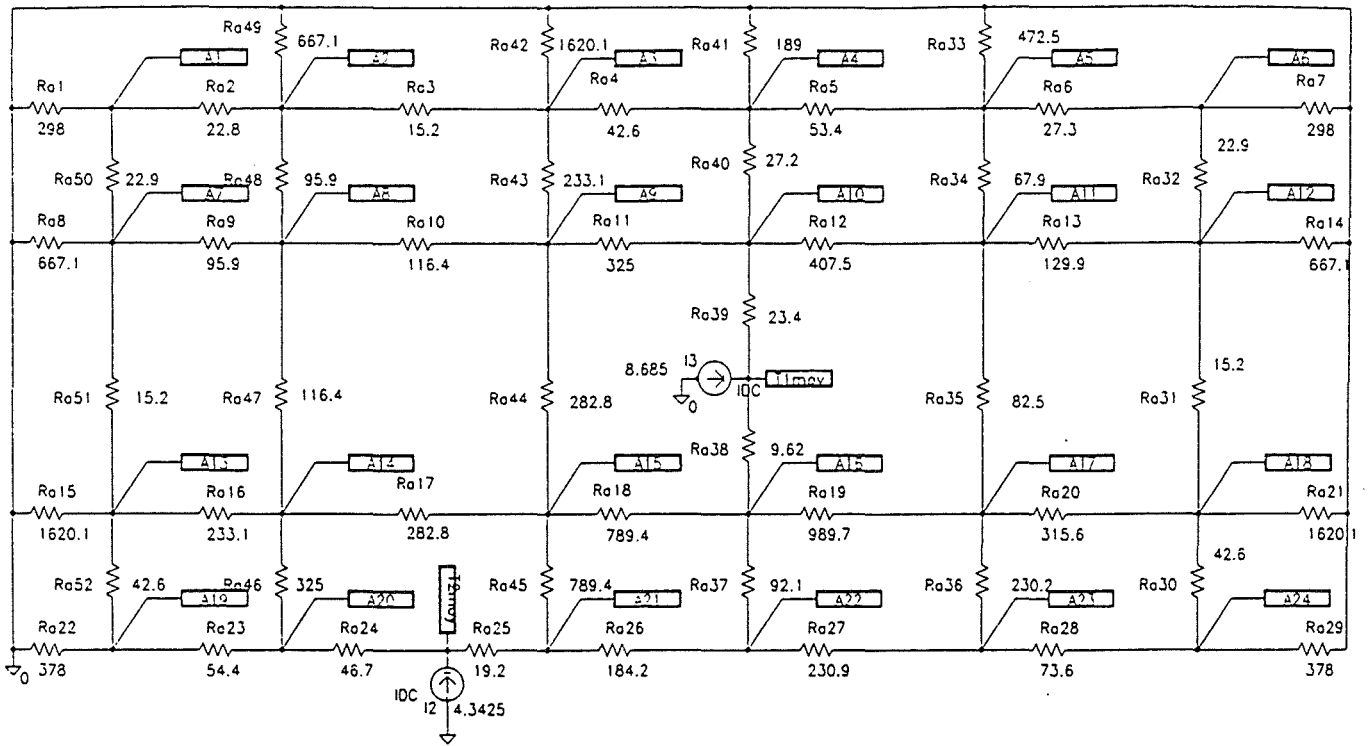 Ra49 667.1 Ra42 1620.1 Ra41 189 Ra33 472.5
A1 A2 A3 A4 A5 A6
Ra1 Ra2 Ra3 Ra4 Ra5 Ra6 Ra7
298 22.8 15.2 42.6 53.4 27.3 298
Ra50 22.9 Ra48 95.9 Ra43 233.1 Ra40 27.2 Ra34 67.9 Ra32 22.9
A7 A8 A9 A10 A11 A12
Ra8 Ra9 Ra10 Ra11 Ra12 Ra13 Ra14
667.1 95.9 116.4 325 407.5 129.9 667.1
Ra39 23.4
8.685 I3 IDC T1moy
0
Ra51 15.2 Ra47 116.4 Ra44 282.8 Ra38 9.62 Ra35 82.5 Ra31 15.2
A13 A14 A15 A16 A17 A18
Ra15 Ra16 Ra17 Ra18 Ra19 Ra20 Ra21
1620.1 233.1 282.8 789.4 989.7 315.6 1620.1
Ra52 42.6 Ra46 325 Ra45 789.4 Ra37 92.1 Ra36 230.2 Ra30 42.6
A19 A20 T2moy A21 A22 A23 A24
Ra22 Ra23 Ra24 Ra25 Ra26 Ra27 Ra28 Ra29
378 54.4 46.7 19.2 184.2 230.9 73.6 378
0
IDC I2 4.3425